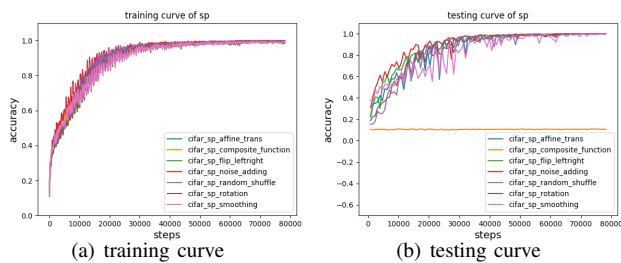 training curve of sp
1.0
0.8
0.6
0.4
0.2
0.0
accuracy
0 10000 20000 30000 40000 50000 60000 70000 80000
steps
cifar_sp_affine_trans
cifar_sp_composite_function
cifar_sp_flip_leftright
cifar_sp_noise_adding
cifar_sp_random_shuffle
cifar_sp_rotation
cifar_sp_smoothing
(a) training curve
testing curve of sp
1.0
0.8
0.6
0.4
0.2
0.0
−0.2
−0.4
−0.6
accuracy
0 10000 20000 30000 40000 50000 60000 70000 80000
steps
cifar_sp_affine_trans
cifar_sp_composite_function
cifar_sp_flip_leftright
cifar_sp_noise_adding
cifar_sp_random_shuffle
cifar_sp_rotation
cifar_sp_smoothing
(b) testing curve